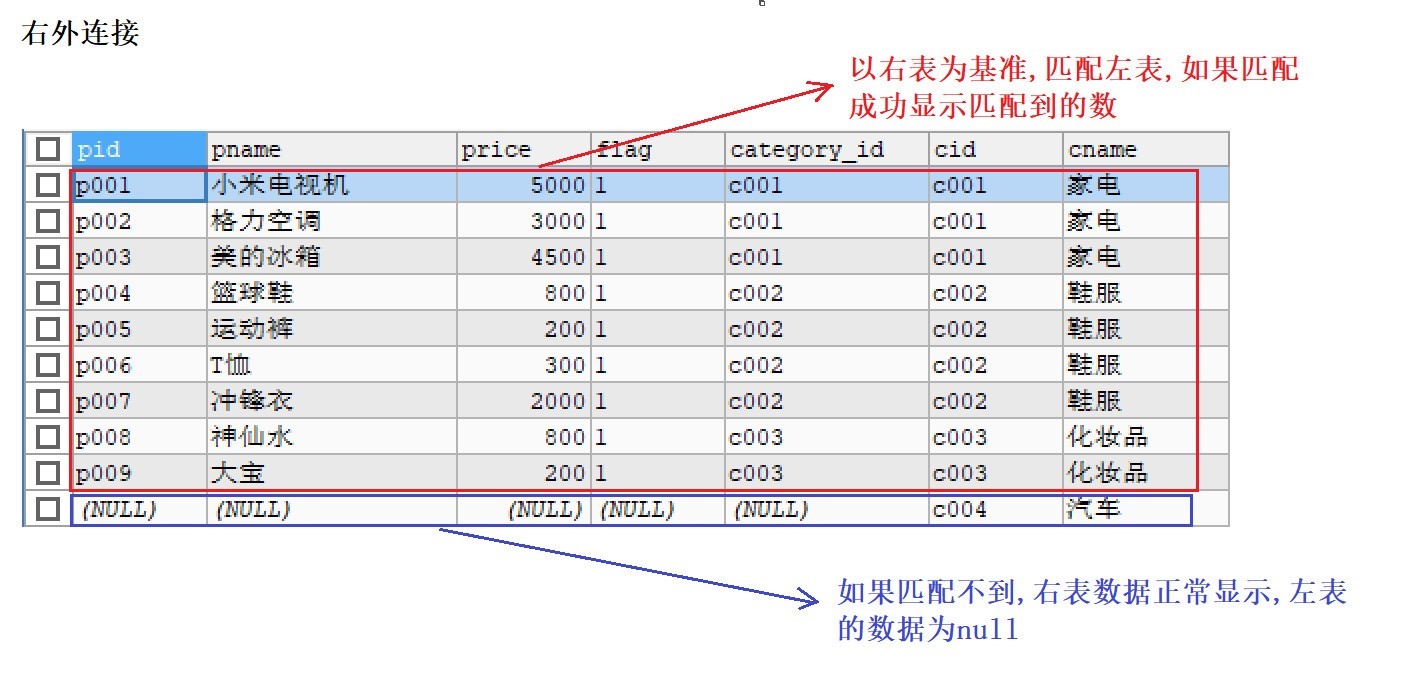 右外连接
以右表为基准,匹配左表,如果匹配
成功显示匹配到的数
pid pname price flag category_id cid cname
p001 小米电视机 5000 1 c001 c001 家电
p002 格力空调 3000 1 c001 c001 家电
p003 美的冰箱 4500 1 c001 c001 家电
p004 篮球鞋 800 1 c002 c002 鞋服
p005 运动裤 200 1 c002 c002 鞋服
p006 T恤 300 1 c002 c002 鞋服
p007 冲锋衣 2000 1 c002 c002 鞋服
p008 神仙水 800 1 c003 c003 化妆品
p009 大宝 200 1 c003 c003 化妆品
(NULL) (NULL) (NULL) (NULL) (NULL) c004 汽车
如果匹配不到,右表数据正常显示,左表
的数据为null